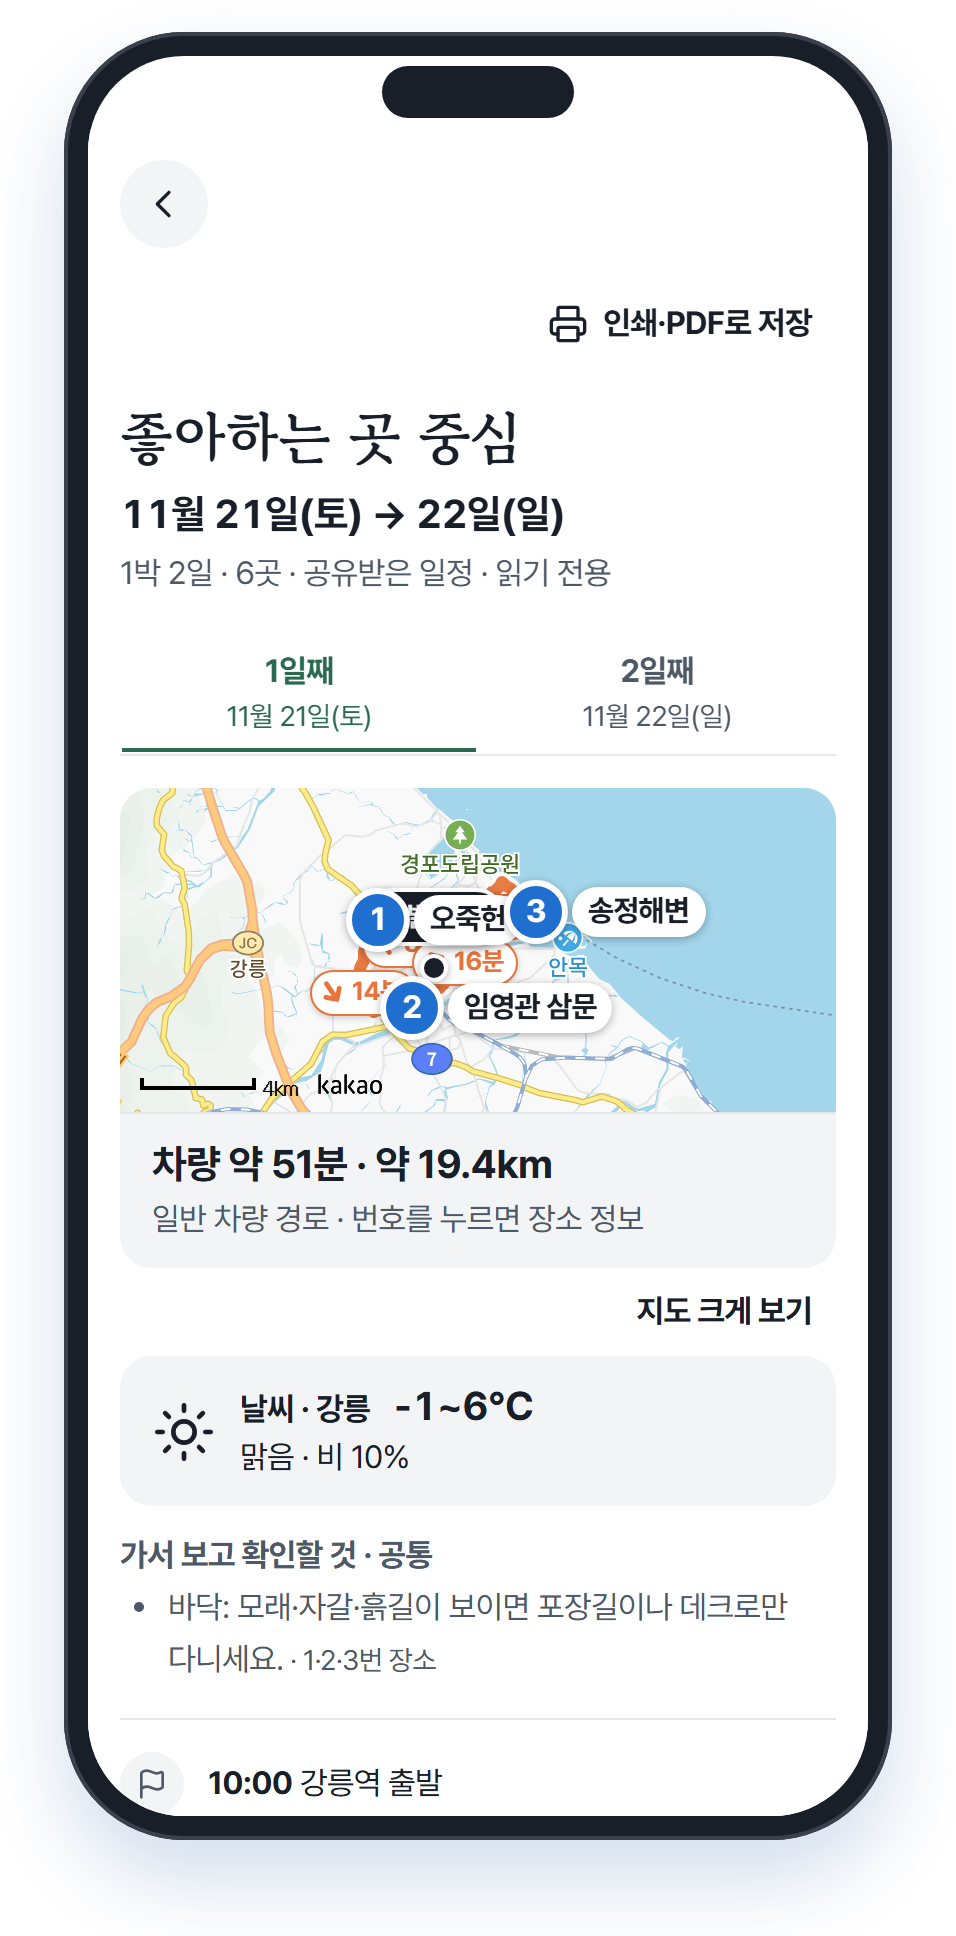 인쇄·PDF로 저장
좋아하는 곳 중심
11월 21일(토) → 22일(일)
1박 2일 · 6곳 · 공유받은 일정 · 읽기 전용
1일째
11월 21일(토)
2일째
11월 22일(일)
경포도립공원
1
오죽헌
3
송정해변
JC
강릉
16분
안목
14분
2
임영관 삼문
7
4km
kakao
차량 약 51분 · 약 19.4km
일반 차량 경로 · 번호를 누르면 장소 정보
지도 크게 보기
날씨 · 강릉 -1~6°C
맑음 · 비 10%
가서 보고 확인할 것 · 공통
• 바닥: 모래·자갈·흙길이 보이면 포장길이나 데크로만
다니세요. · 1·2·3번 장소
10:00 강릉역 출발